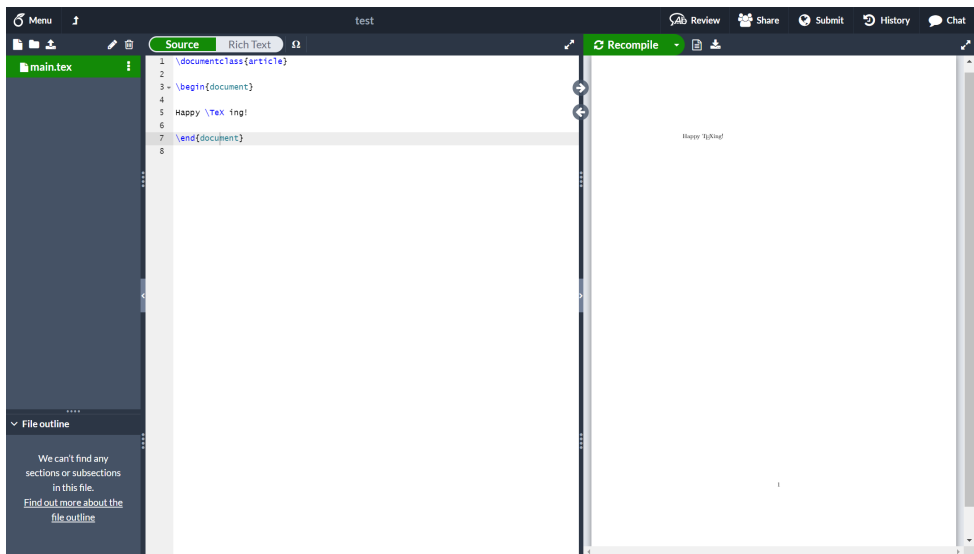 Menu
test
Review
Share
Submit
History
Chat
Source
Rich Text
Ω
Recompile
main.tex
1 \documentclass{article}
2
3 \begin{document}
4
5 Happy \TeX ing!
6
7 \end{document}
8
Happy TEXing!
1
File outline
We can't find any
sections or subsections
in this file.
Find out more about the
file outline